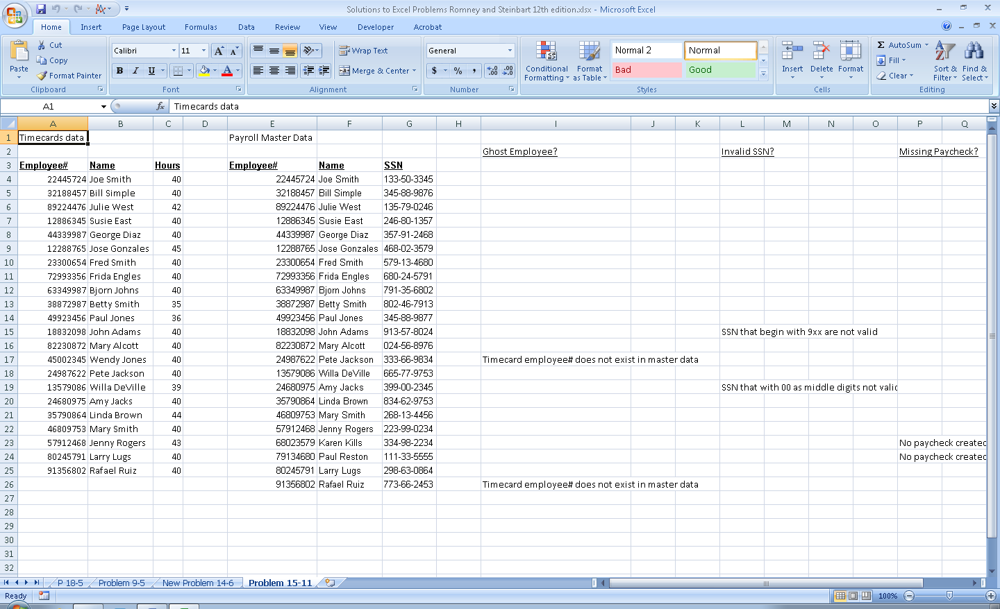 Solutions to Excel Problems Romney and Steinbart 12th edition.xlsx - Microsoft Excel
Home Insert Page Layout Formulas Data Review View Developer Acrobat
Paste Cut Copy Format Painter Clipboard
Calibri 11 B I U A A A Font
Wrap Text Merge & Center Alignment
General $ % , .00 .00 Number
Conditional Formatting Format as Table Normal 2 Normal Bad Good Styles
Insert Delete Format Cells
Σ AutoSum Fill Clear Sort & Filter Find & Select Editing
A1 fx Timecards data
A B C D E F G H I J K L M N O P Q
1 Timecards data Payroll Master Data
2 Ghost Employee? Invalid SSN? Missing Paycheck?
3 Employee# Name Hours Employee# Name SSN
4 22445724 Joe Smith 40 22445724 Joe Smith 133-50-3345
5 32188457 Bill Simple 40 32188457 Bill Simple 345-88-9876
6 89224476 Julie West 42 89224476 Julie West 135-79-0246
7 12886345 Susie East 40 12886345 Susie East 246-80-1357
8 44339987 George Diaz 40 44339987 George Diaz 357-91-2468
9 12288765 Jose Gonzales 45 12288765 Jose Gonzales 468-02-3579
10 23300654 Fred Smith 40 23300654 Fred Smith 579-13-4680
11 72993356 Frida Engles 40 72993356 Frida Engles 680-24-5791
12 63349987 Bjorn Johns 40 63349987 Bjorn Johns 791-35-6802
13 38872987 Betty Smith 35 38872987 Betty Smith 802-46-7913
14 49923456 Paul Jones 36 49923456 Paul Jones 345-88-9877
15 18832098 John Adams 40 18832098 John Adams 913-57-8024 SSN that begin with 9xx are not valid
16 82230872 Mary Alcott 40 82230872 Mary Alcott 024-56-8976
17 45002345 Wendy Jones 40 24987622 Pete Jackson 333-66-9834 Timecard employee# does not exist in master data
18 24987622 Pete Jackson 40 13579086 Willa DeVille 665-77-9753
19 13579086 Willa DeVille 39 24680975 Amy Jacks 399-00-2345 SSN that with 00 as middle digits not valid
20 24680975 Amy Jacks 40 35790864 Linda Brown 834-62-9753
21 35790864 Linda Brown 44 46809753 Mary Smith 268-13-4456
22 46809753 Mary Smith 40 57912468 Jenny Rogers 223-99-0234
23 57912468 Jenny Rogers 43 68023579 Karen Kills 334-98-2234 No paycheck created
24 80245791 Larry Lugs 40 79134680 Paul Reston 111-33-5555 No paycheck created
25 91356802 Rafael Ruiz 40 80245791 Larry Lugs 298-63-0864
26 91356802 Rafael Ruiz 773-66-2453 Timecard employee# does not exist in master data
27
28
29
30
31
32
P 18-5 Problem 9-5 New Problem 14-6 Problem 15-11
Ready 100%